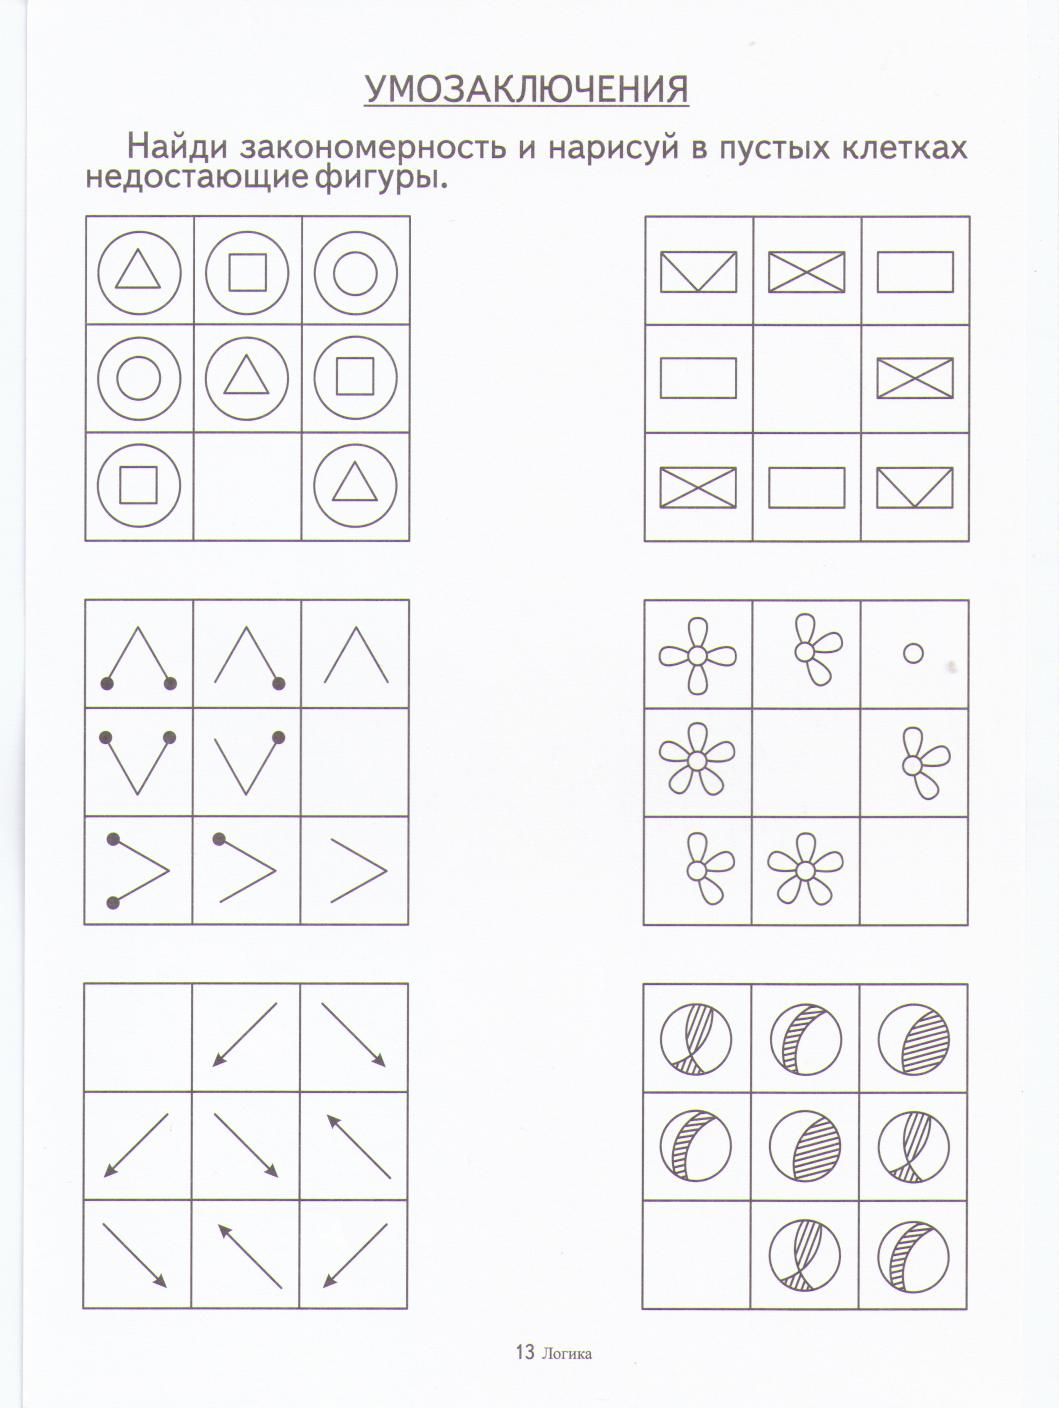 УМОЗАКЛЮЧЕНИЯ
Найди закономерность и нарисуй в пустых клетках
недостающие фигуры.
13 Логика